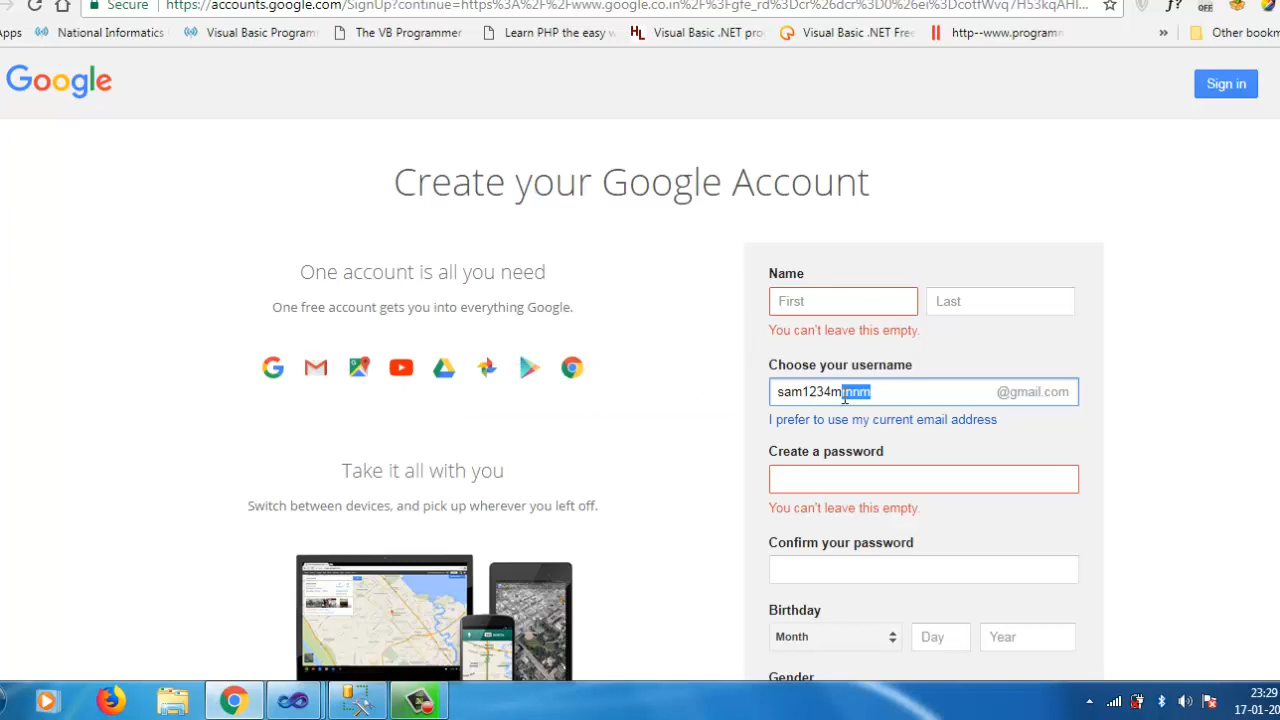 Secure https://accounts.google.com/SignUp?continue=https%3A%2F%2Fwww.google.co.in%2F%3Fgfe_rd%3Dcr%26dcr%3D0%26ei%3D
Apps National Informatics Visual Basic Program The VB Programmer Learn PHP the easy w Visual Basic .NET pro Visual Basic .NET Free http--www.programn » Other bookm
Google
Sign in
Create your Google Account
One account is all you need
One free account gets you into everything Google.
Take it all with you
Switch between devices, and pick up wherever you left off.
Name
First Last
You can't leave this empty.
Choose your username
sam1234m @gmail.com
I prefer to use my current email address
Create a password
You can't leave this empty.
Confirm your password
Birthday
Month Day Year
Gender
23:29
17-01-20